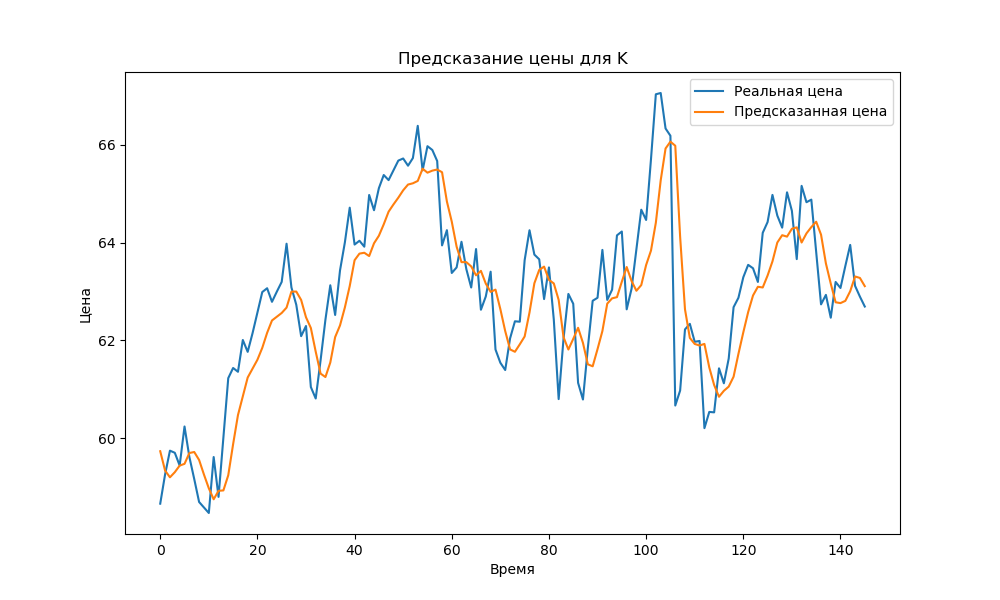 Предсказание цены для K
Реальная цена
Предсказанная цена
Цена
66
64
62
60
0 20 40 60 80 100 120 140
Время